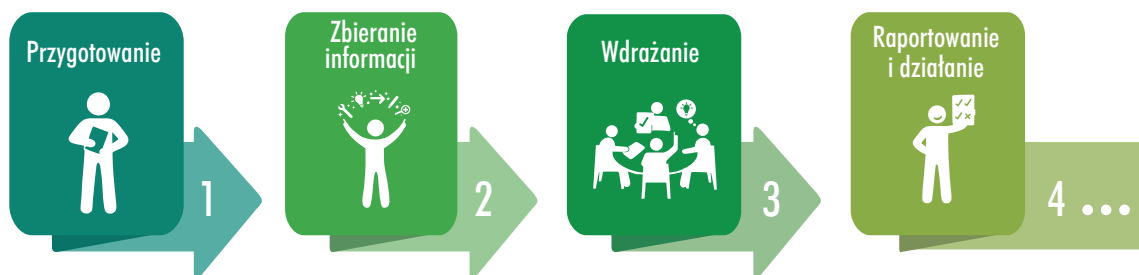 Przygotowanie
1
Zbieranie
informacji
2
Wdrażanie
3
Raportowanie
i działanie
4 ...